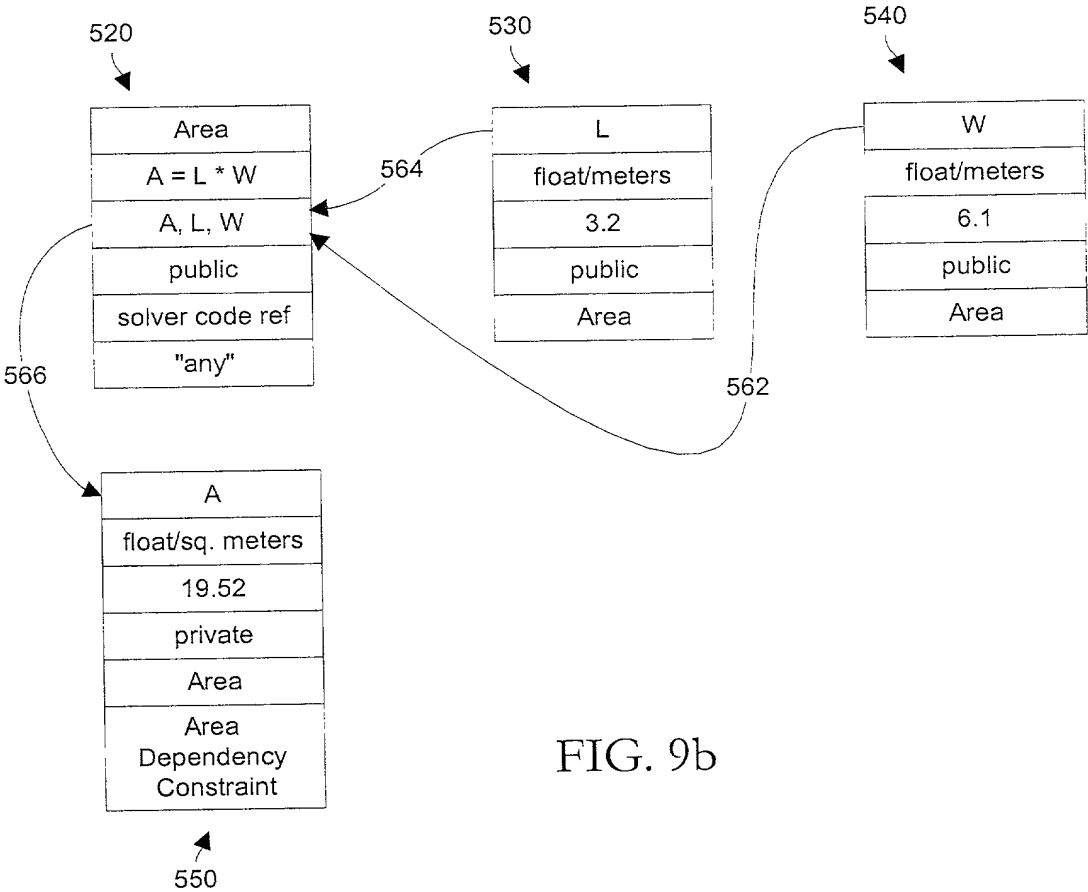 520
530
540
Area
A = L * W
A, L, W
public
solver code ref
"any"
564
L
float/meters
3.2
public
Area
W
float/meters
6.1
public
Area
566
562
A
float/sq. meters
19.52
private
Area
Area
Dependency
Constraint
550
FIG. 9b